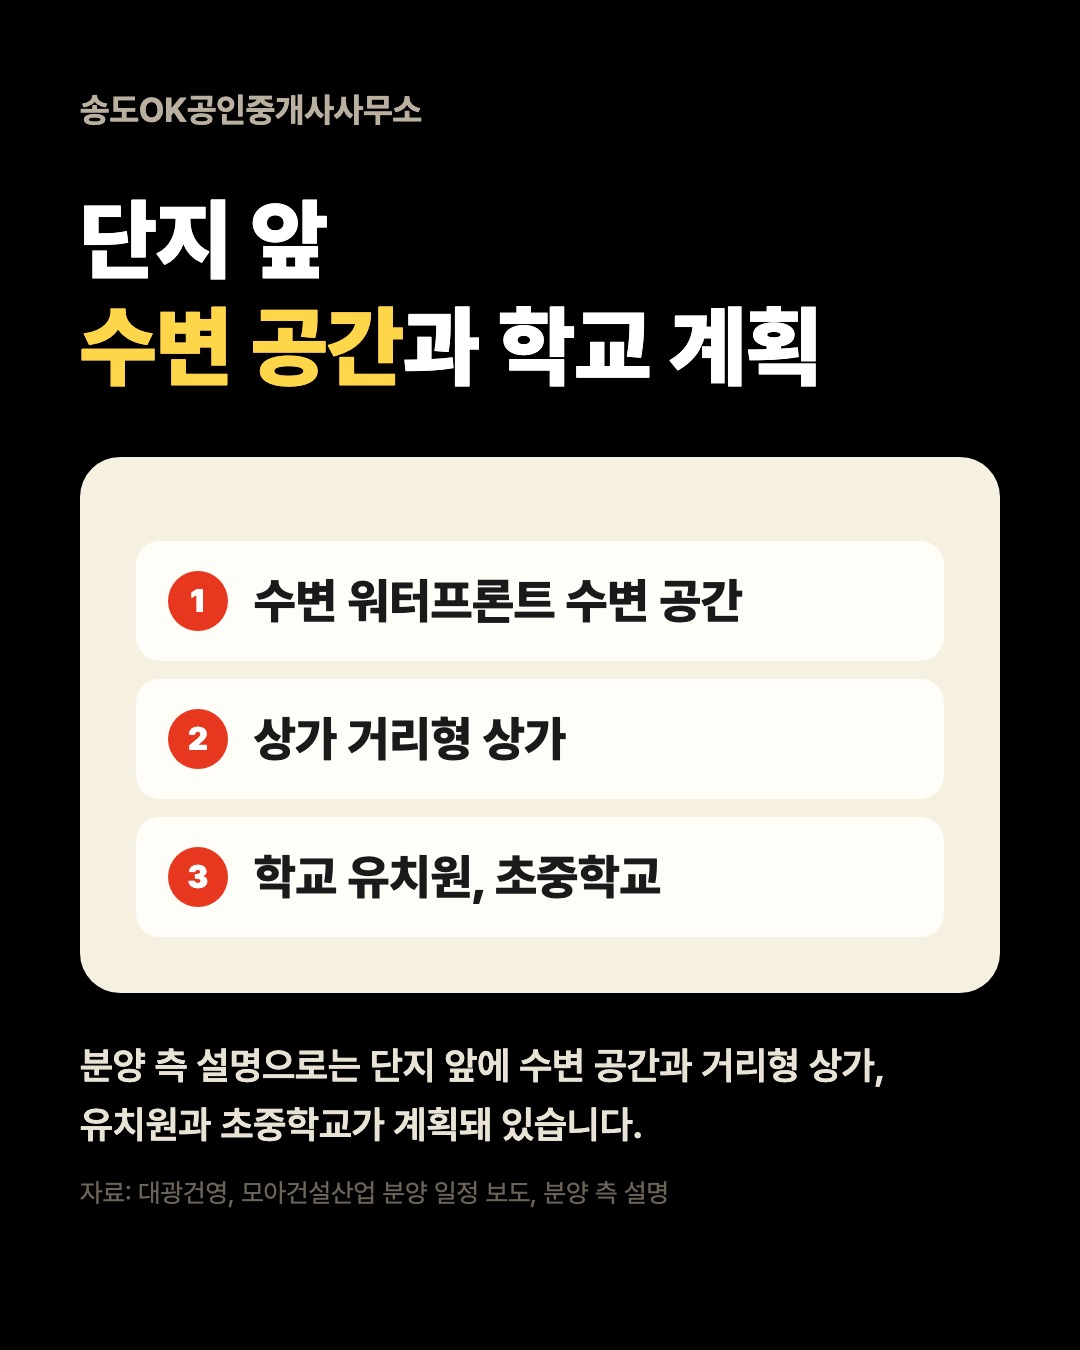 송도OK공인중개사사무소
단지 앞
수변 공간과 학교 계획
1 수변 워터프론트 수변 공간
2 상가 거리형 상가
3 학교 유치원, 초중학교
분양 측 설명으로는 단지 앞에 수변 공간과 거리형 상가,
유치원과 초중학교가 계획돼 있습니다.
자료: 대광건영, 모아건설산업 분양 일정 보도, 분양 측 설명